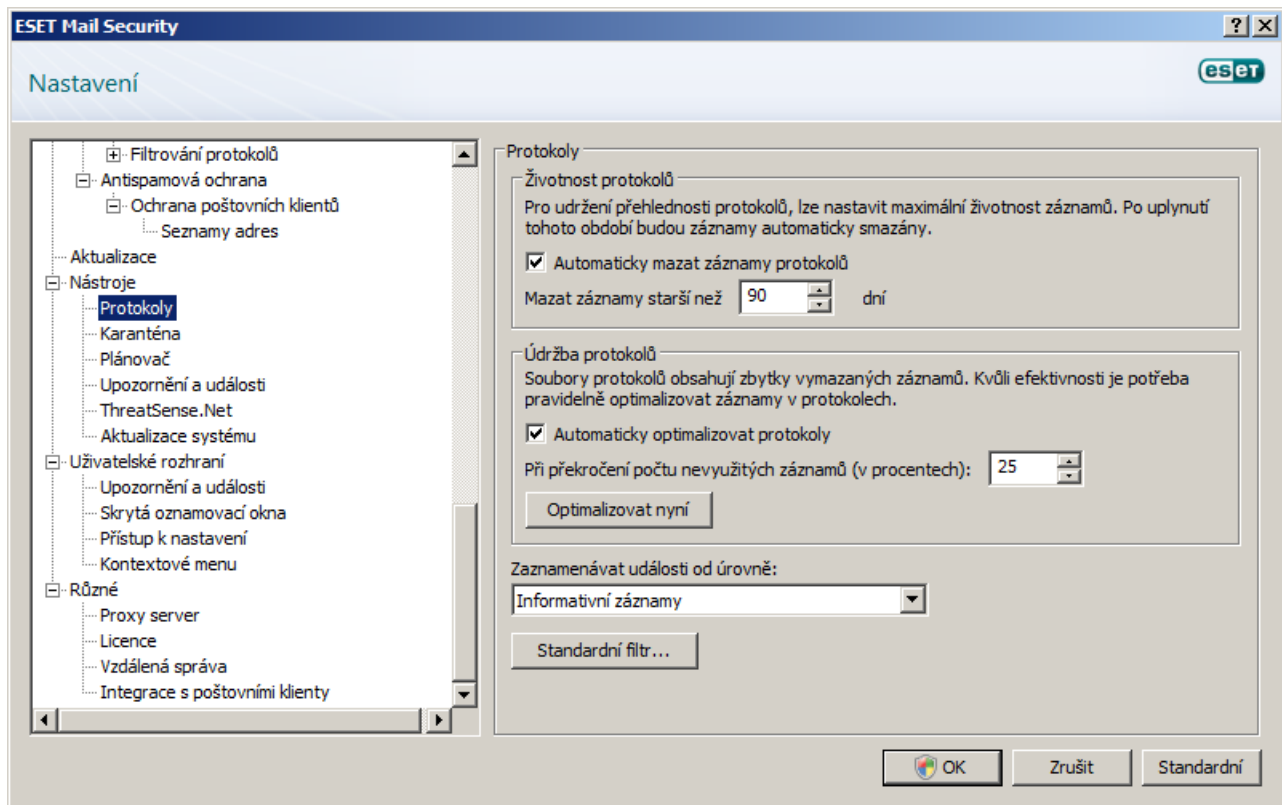 ESET Mail Security
Nastavení
eseT
Filtrování protokolů
Antispamová ochrana
Ochrana poštovních klientů
Seznamy adres
Aktualizace
Nástroje
Protokoly
Karanténa
Plánovač
Upozornění a události
ThreatSense.Net
Aktualizace systému
Uživatelské rozhraní
Upozornění a události
Skrytá oznamovací okna
Přístup k nastavení
Kontextové menu
Různé
Proxy server
Licence
Vzdálená správa
Integrace s poštovními klienty
Protokoly
Životnost protokolů
Pro udržení přehlednosti protokolů, lze nastavit maximální životnost záznamů. Po uplynutí
tohoto období budou záznamy automaticky smazány.
Automaticky mazat záznamy protokolů
Mazat záznamy starší než 90 dní
Údržba protokolů
Soubory protokolů obsahují zbytky vymazaných záznamů. Kvůli efektivnosti je potřeba
pravidelně optimalizovat záznamy v protokolech.
Automaticky optimalizovat protokoly
Při překročení počtu nevyužitých záznamů (v procentech): 25
Optimalizovat nyní
Zaznamenávat události od úrovně:
Informativní záznamy
Standardní filtr...
OK Zrušit Standardní